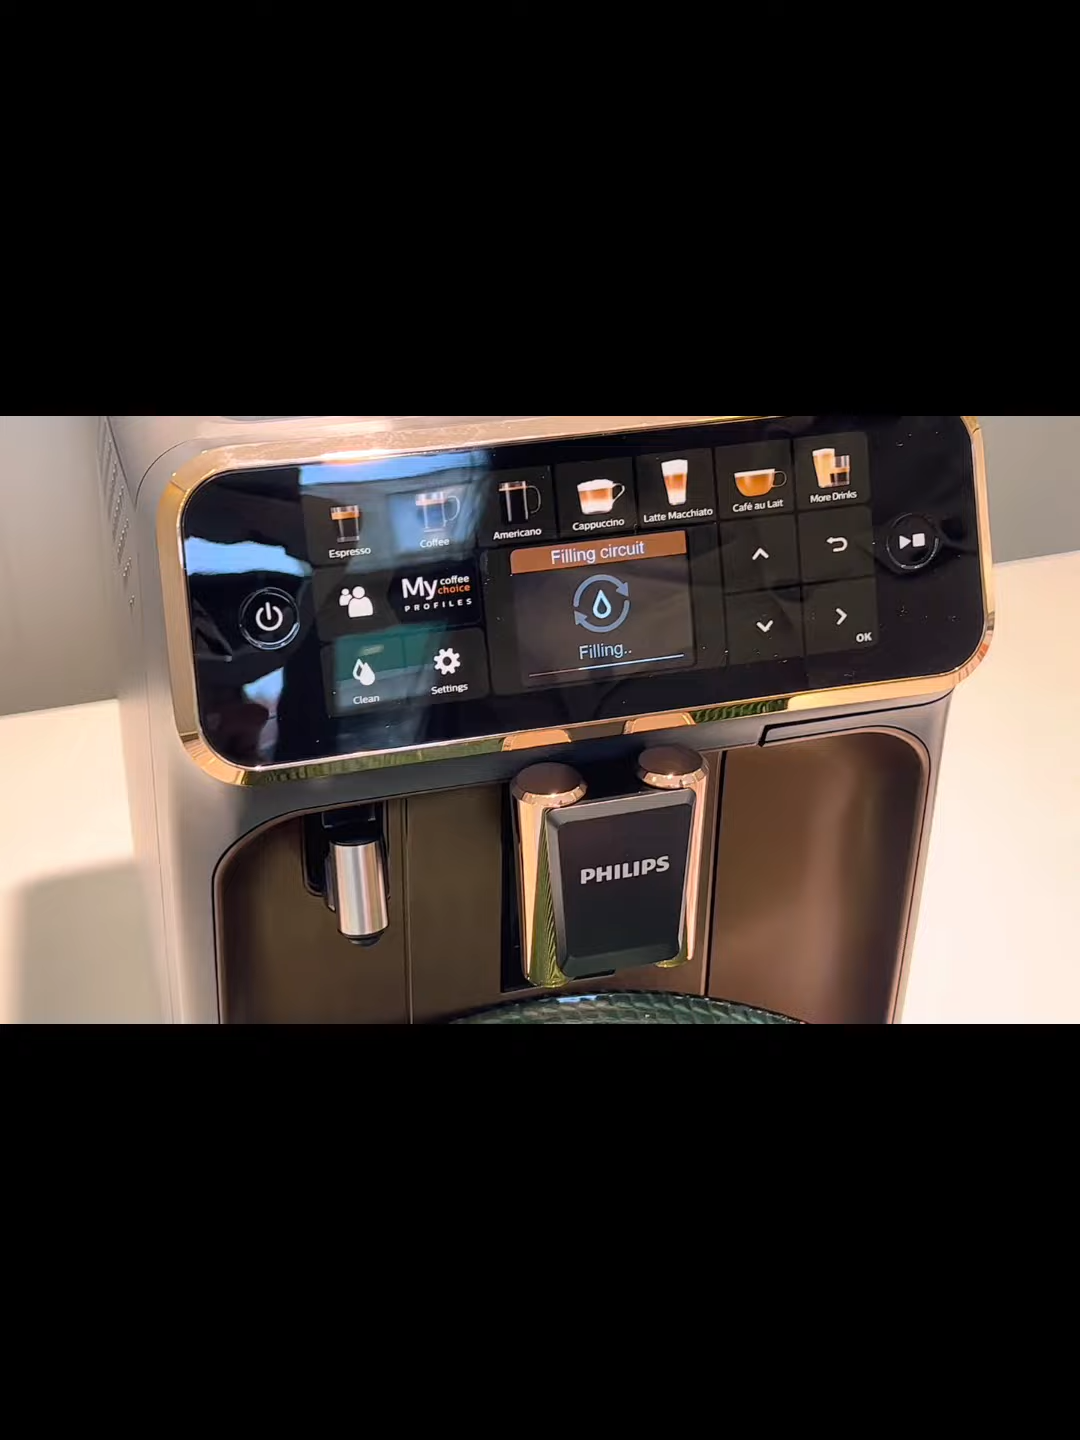 Espresso
Coffee
Americano
Cappuccino
Latte Macchiato
Café au Lait
More Drinks
My coffee choice
PROFILES
Filling circuit
Filling..
Clean
Settings
OK
PHILIPS